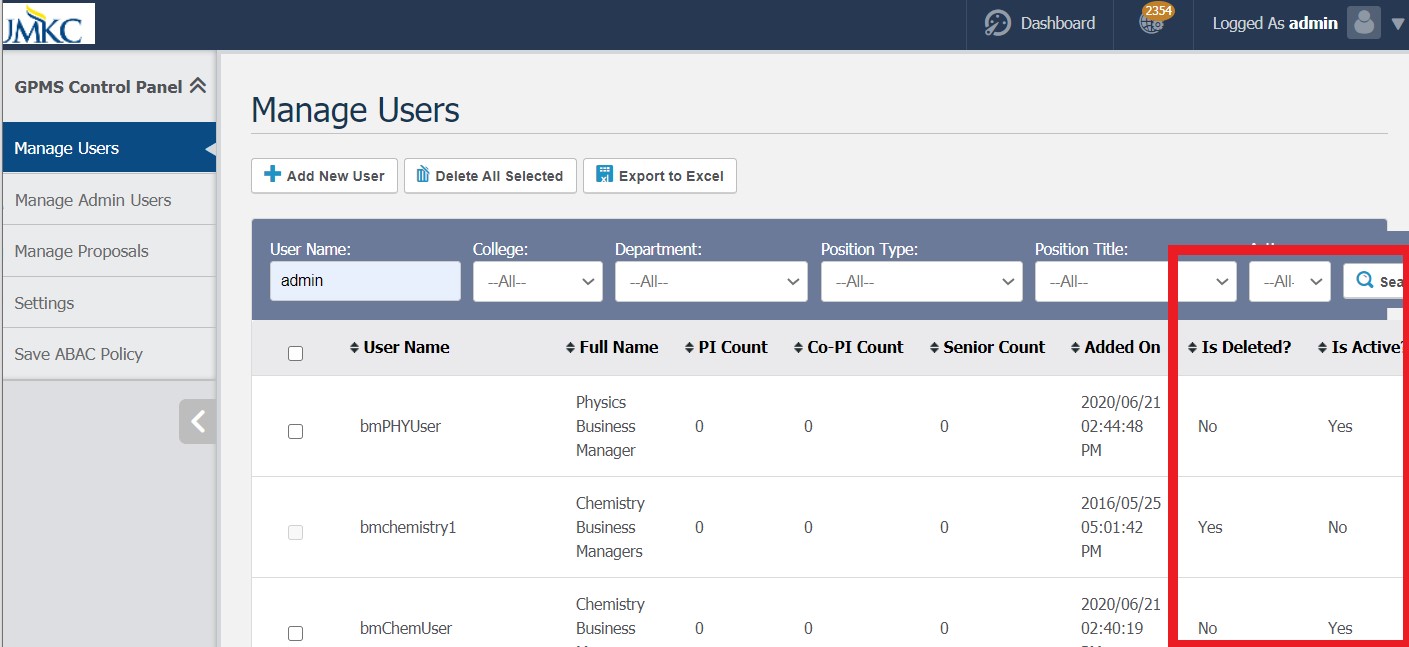 JMKC
Dashboard
2354
Logged As admin
GPMS Control Panel
Manage Users
Manage Admin Users
Manage Proposals
Settings
Save ABAC Policy
Manage Users
Add New User
Delete All Selected
Export to Excel
User Name: College: Department: Position Type: Position Title:
admin --All-- --All-- --All-- --All-- --All- Sea
User Name Full Name PI Count Co-PI Count Senior Count Added On Is Deleted? Is Active?
Physics 2020/06/21
bmPHYUser Business 0 0 0 02:44:48 No Yes
Manager PM
Chemistry 2016/05/25
bmchemistry1 Business 0 0 0 05:01:42 Yes No
Managers PM
Chemistry 2020/06/21
bmChemUser Business 0 0 0 02:40:19 No Yes